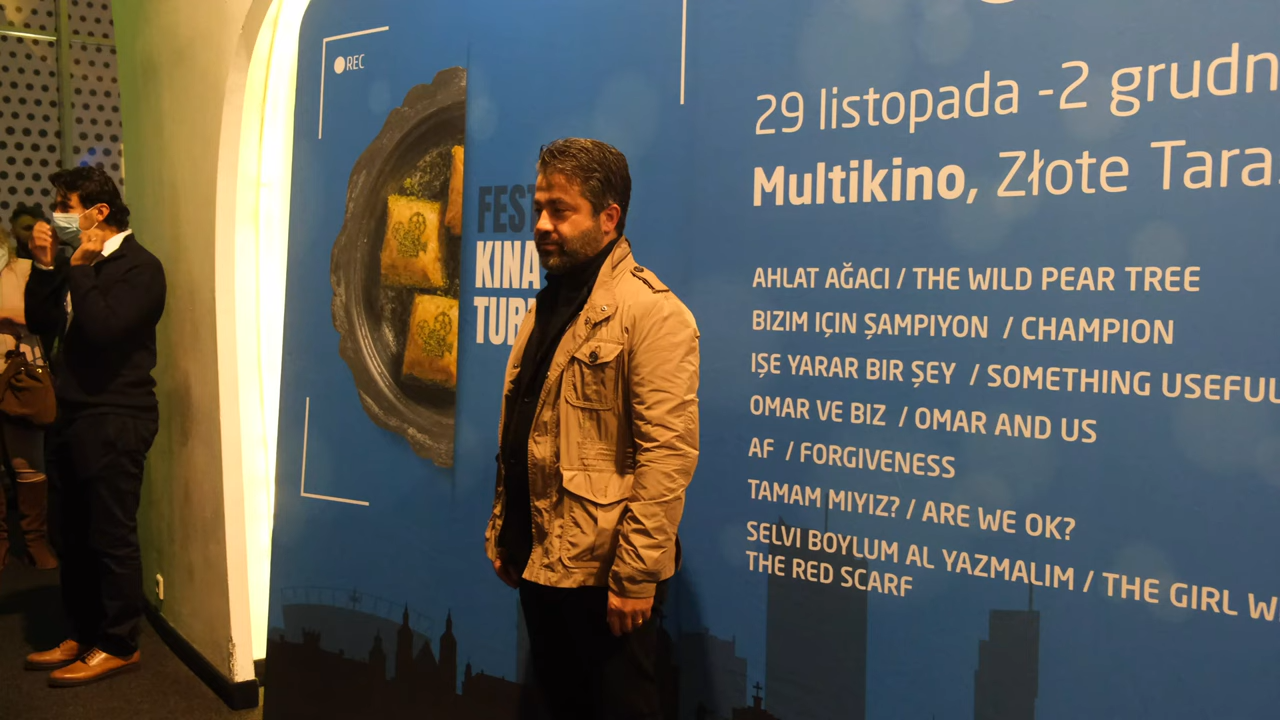 REC
FEST
KINA
TUR
29 listopada -2 grudn
Multikino, Złote Tara
AHLAT AĞACI / THE WILD PEAR TREE
BIZIM IÇIN ŞAMPIYON / CHAMPION
IŞE YARAR BIR ŞEY / SOMETHING USEFUL
OMAR VE BIZ / OMAR AND US
AF / FORGIVENESS
TAMAM MIYIZ? / ARE WE OK?
SELVI BOYLUM AL YAZMALIM / THE GIRL W
THE RED SCARF